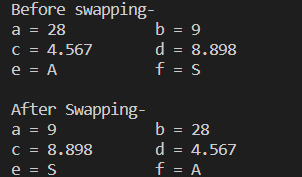 Before swapping-
a = 28 b = 9
c = 4.567 d = 8.898
e = A f = S

After Swapping-
a = 9 b = 28
c = 8.898 d = 4.567
e = S f = A